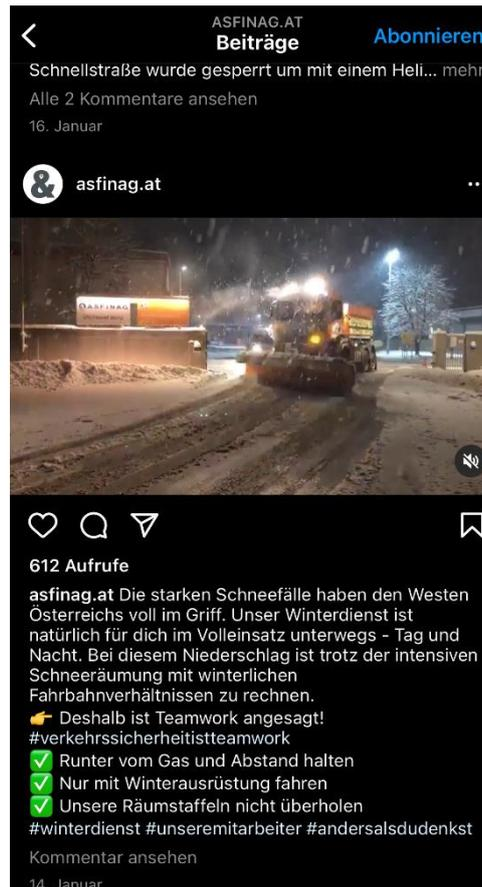 ASFINAG.AT
Beiträge
Abonnieren
Schnellstraße wurde gesperrt um mit einem Heli... mehr
Alle 2 Kommentare ansehen
16. Januar
asfinag.at
ASFINAG
612 Aufrufe
asfinag.at Die starken Schneefälle haben den Westen
Österreichs voll im Griff. Unser Winterdienst ist
natürlich für dich im Volleinsatz unterwegs - Tag und
Nacht. Bei diesem Niederschlag ist trotz der intensiven
Schneeräumung mit winterlichen
Fahrbahnverhältnissen zu rechnen.
👉 Deshalb ist Teamwork angesagt!
#verkehrssicherheitistteamwork
✅ Runter vom Gas und Abstand halten
✅ Nur mit Winterausrüstung fahren
✅ Unsere Räumstaffeln nicht überholen
#winterdienst #unseremitarbeiter #andersalsdudenkst
Kommentar ansehen
14. Januar